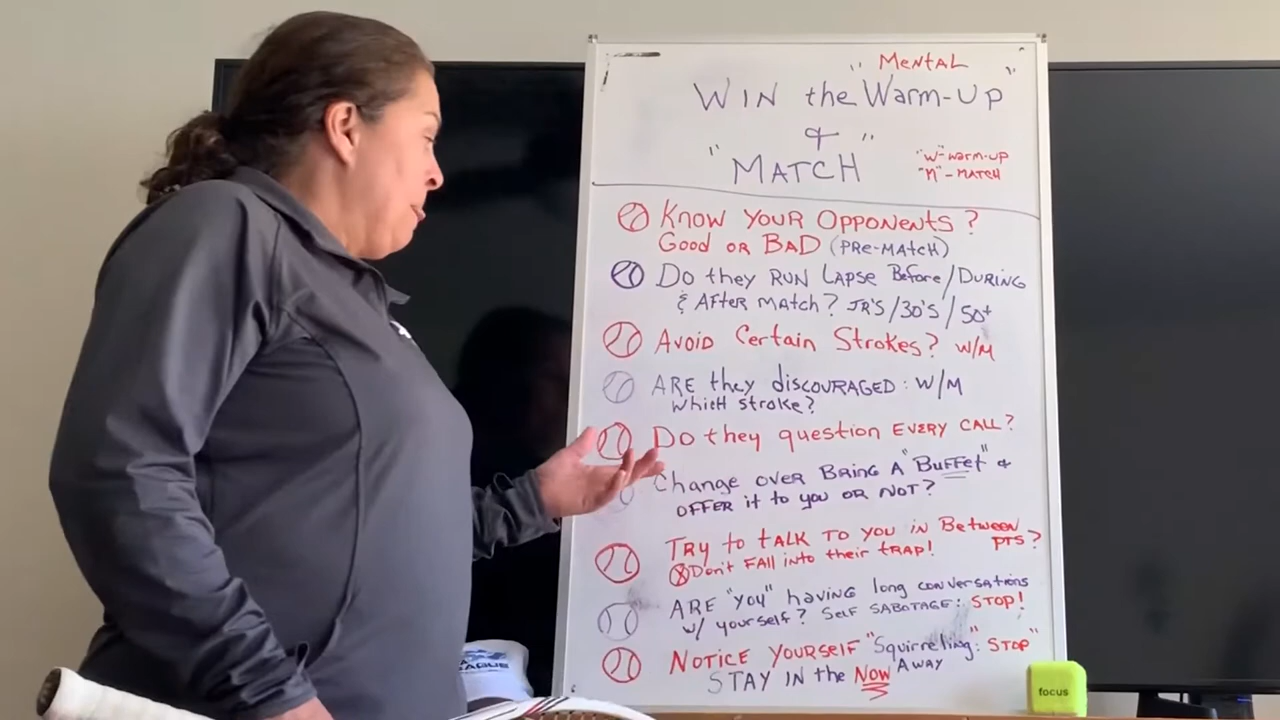 "Mental"
WIN the Warm-Up
&
"MATCH"
"W"-warm-up
"M"-MATCH
Know Your Opponents?
Good or Bad (Pre-Match)
Do they Run Lapse Before/During
& After Match? JR'S/30'S/50+
Avoid Certain Strokes? W/M
ARE they discouraged: W/M
which stroke?
Do they question EVERY CALL?
Change over Bring A "Buffet" &
OFFER it to you OR NOT?
Try to talk to you in Between
PTS?
Don't FALL into their TRAP!
ARE "you" having long conversations
w/ yourself? Self SABOTAGE: STOP!
Notice Yourself "Squirreling": STOP"
Away
STAY IN the Now
focus